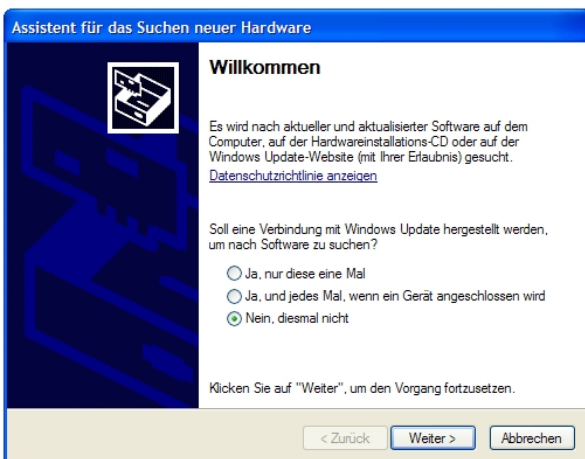 Assistent für das Suchen neuer Hardware
Willkommen
Es wird nach aktueller und aktualisierter Software auf dem
Computer, auf der Hardwareinstallations-CD oder auf der
Windows Update-Website (mit Ihrer Erlaubnis) gesucht.
Datenschutzrichtlinie anzeigen
Soll eine Verbindung mit Windows Update hergestellt werden,
um nach Software zu suchen?
Ja, nur diese eine Mal
Ja, und jedes Mal, wenn ein Gerät angeschlossen wird
Nein, diesmal nicht
Klicken Sie auf "Weiter", um den Vorgang fortzusetzen.
< Zurück Weiter > Abbrechen